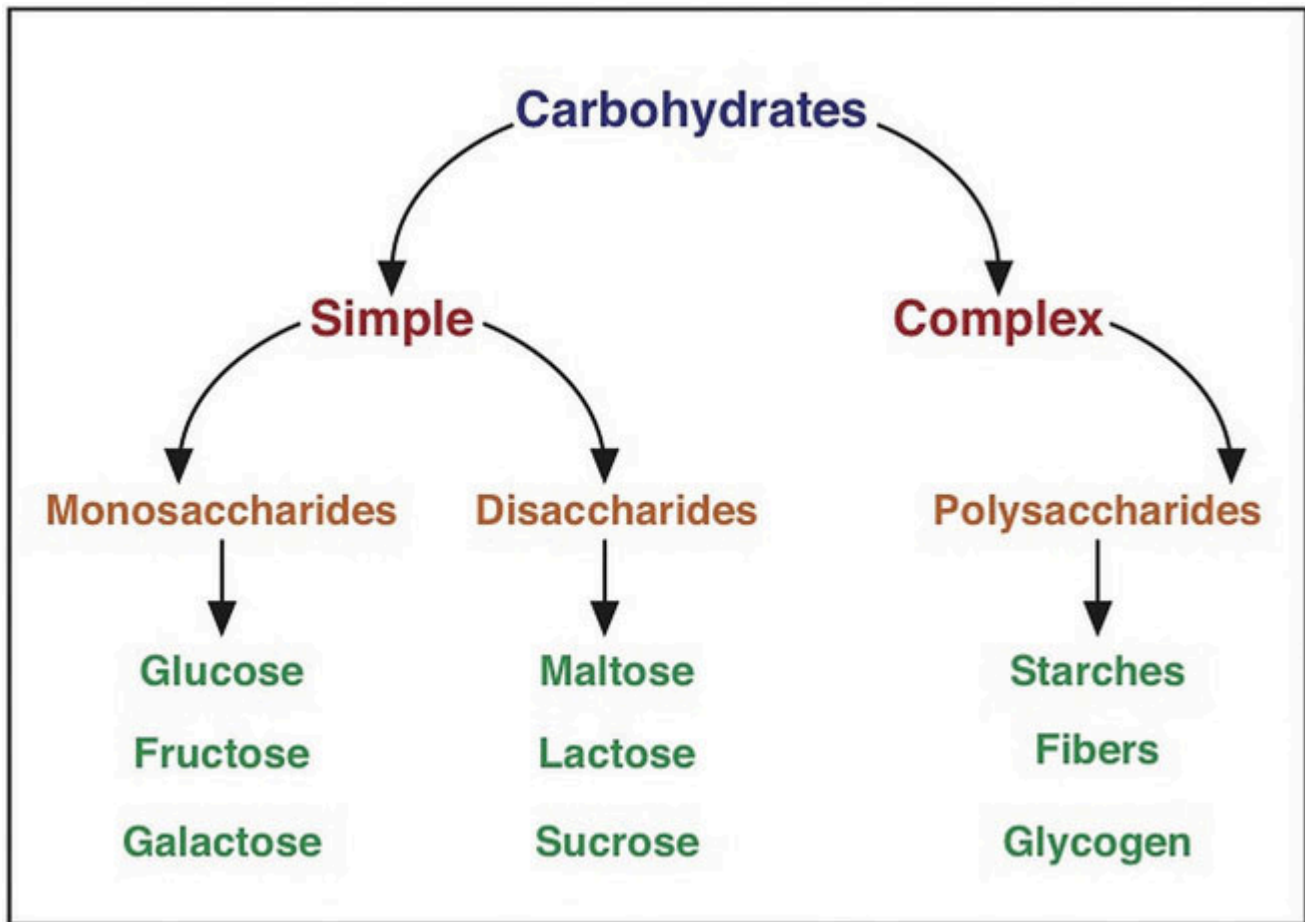 Carbohydrates
Simple Complex
Monosaccharides Disaccharides Polysaccharides
Glucose Maltose Starches
Fructose Lactose Fibers
Galactose Sucrose Glycogen